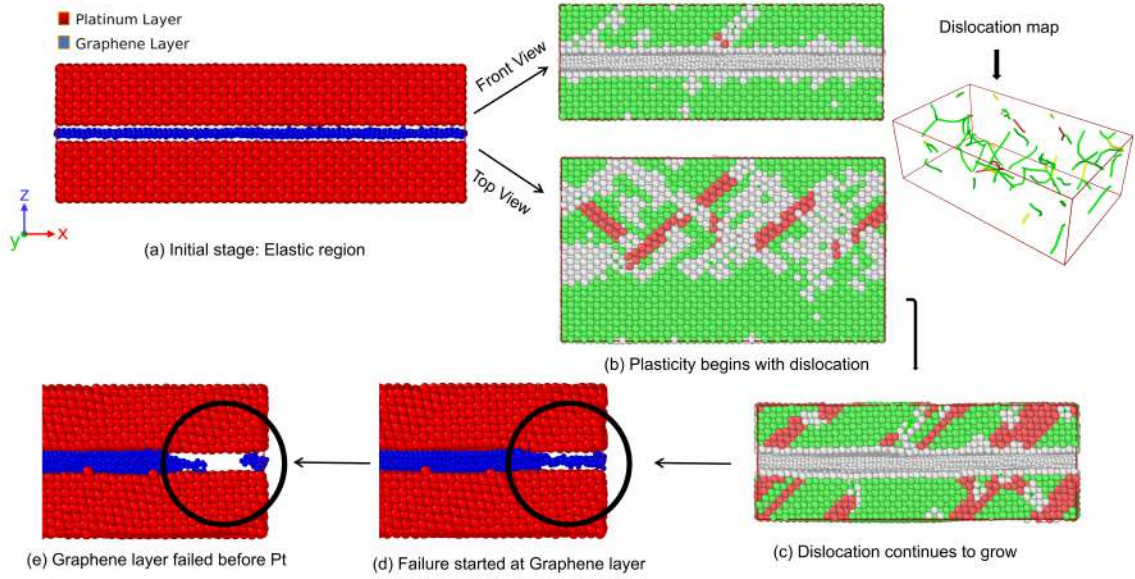 Platinum Layer
Graphene Layer
Front View
Top View
Dislocation map
z
y
x
(a) Initial stage: Elastic region
(b) Plasticity begins with dislocation
(e) Graphene layer failed before Pt
(d) Failure started at Graphene layer
(c) Dislocation continues to grow